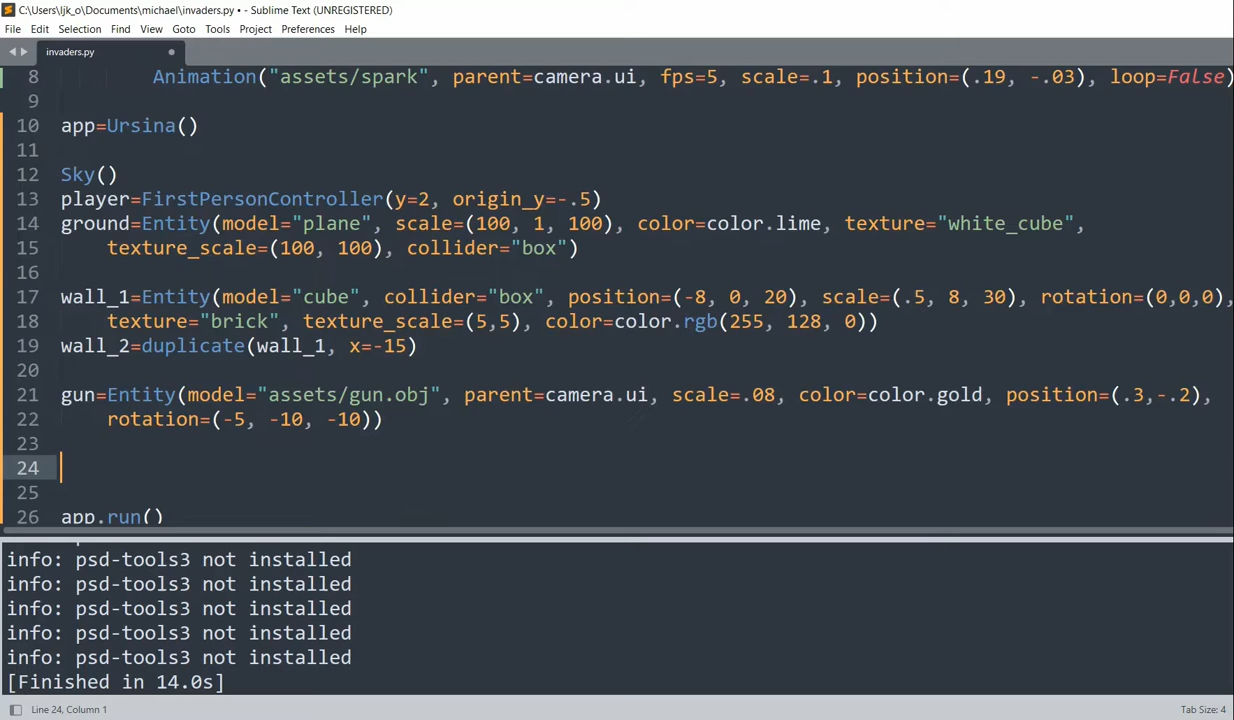 C:\Users\ljk_o\Documents\michael\invaders.py • - Sublime Text (UNREGISTERED)
File Edit Selection Find View Goto Tools Project Preferences Help
invaders.py
8 Animation("assets/spark", parent=camera.ui, fps=5, scale=.1, position=(.19, -.03), loop=False)
9
10 app=Ursina()
11
12 Sky()
13 player=FirstPersonController(y=2, origin_y=-.5)
14 ground=Entity(model="plane", scale=(100, 1, 100), color=color.lime, texture="white_cube",
15 texture_scale=(100, 100), collider="box")
16
17 wall_1=Entity(model="cube", collider="box", position=(-8, 0, 20), scale=(.5, 8, 30), rotation=(0,0,0),
18 texture="brick", texture_scale=(5,5), color=color.rgb(255, 128, 0))
19 wall_2=duplicate(wall_1, x=-15)
20
21 gun=Entity(model="assets/gun.obj", parent=camera.ui, scale=.08, color=color.gold, position=(.3,-.2),
22 rotation=(-5, -10, -10))
23
24
25
26 app.run()
info: psd-tools3 not installed
info: psd-tools3 not installed
info: psd-tools3 not installed
info: psd-tools3 not installed
info: psd-tools3 not installed
[Finished in 14.0s]
Line 24, Column 1 Tab Size: 4